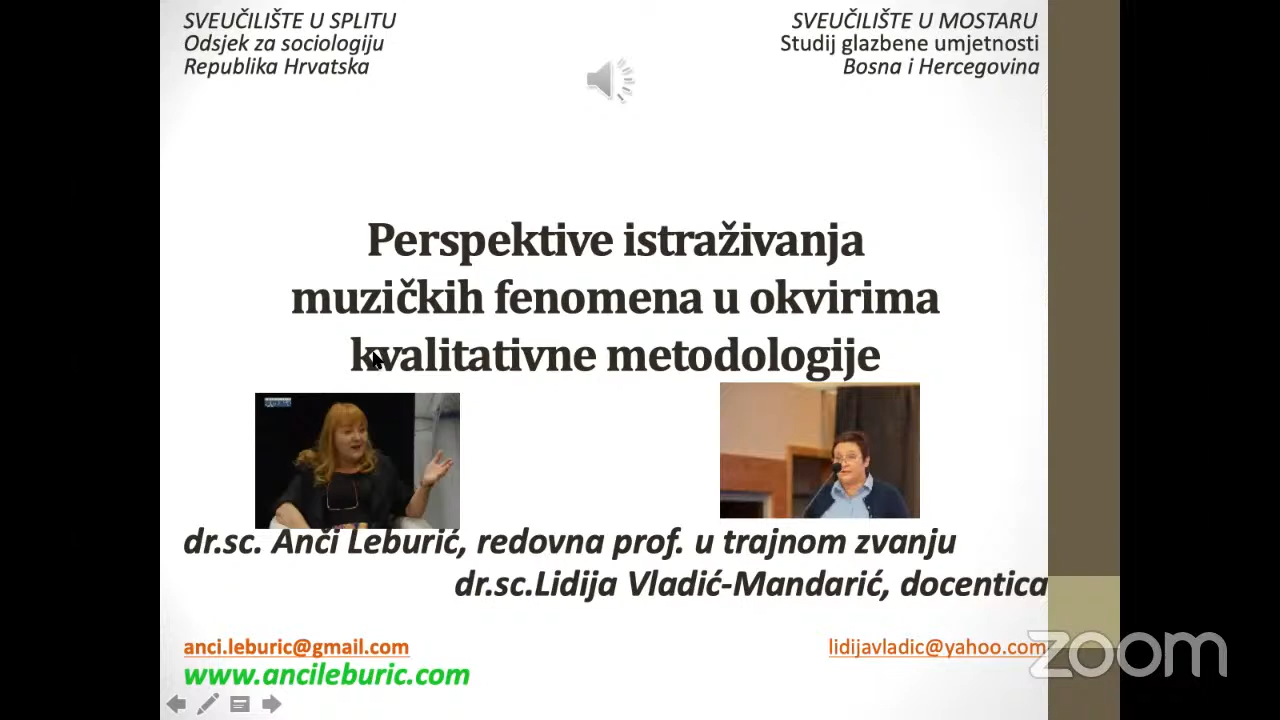 SVEUČILIŠTE U SPLITU
Odsjek za sociologiju
Republika Hrvatska
SVEUČILIŠTE U MOSTARU
Studij glazbene umjetnosti
Bosna i Hercegovina
Perspektive istraživanja
muzičkih fenomena u okvirima
kvalitativne metodologije
dr.sc. Anči Leburić, redovna prof. u trajnom zvanju
dr.sc.Lidija Vladić-Mandarić, docentica
anci.leburic@gmail.com
lidijavladic@yahoo.com
www.ancileburic.com
zoom